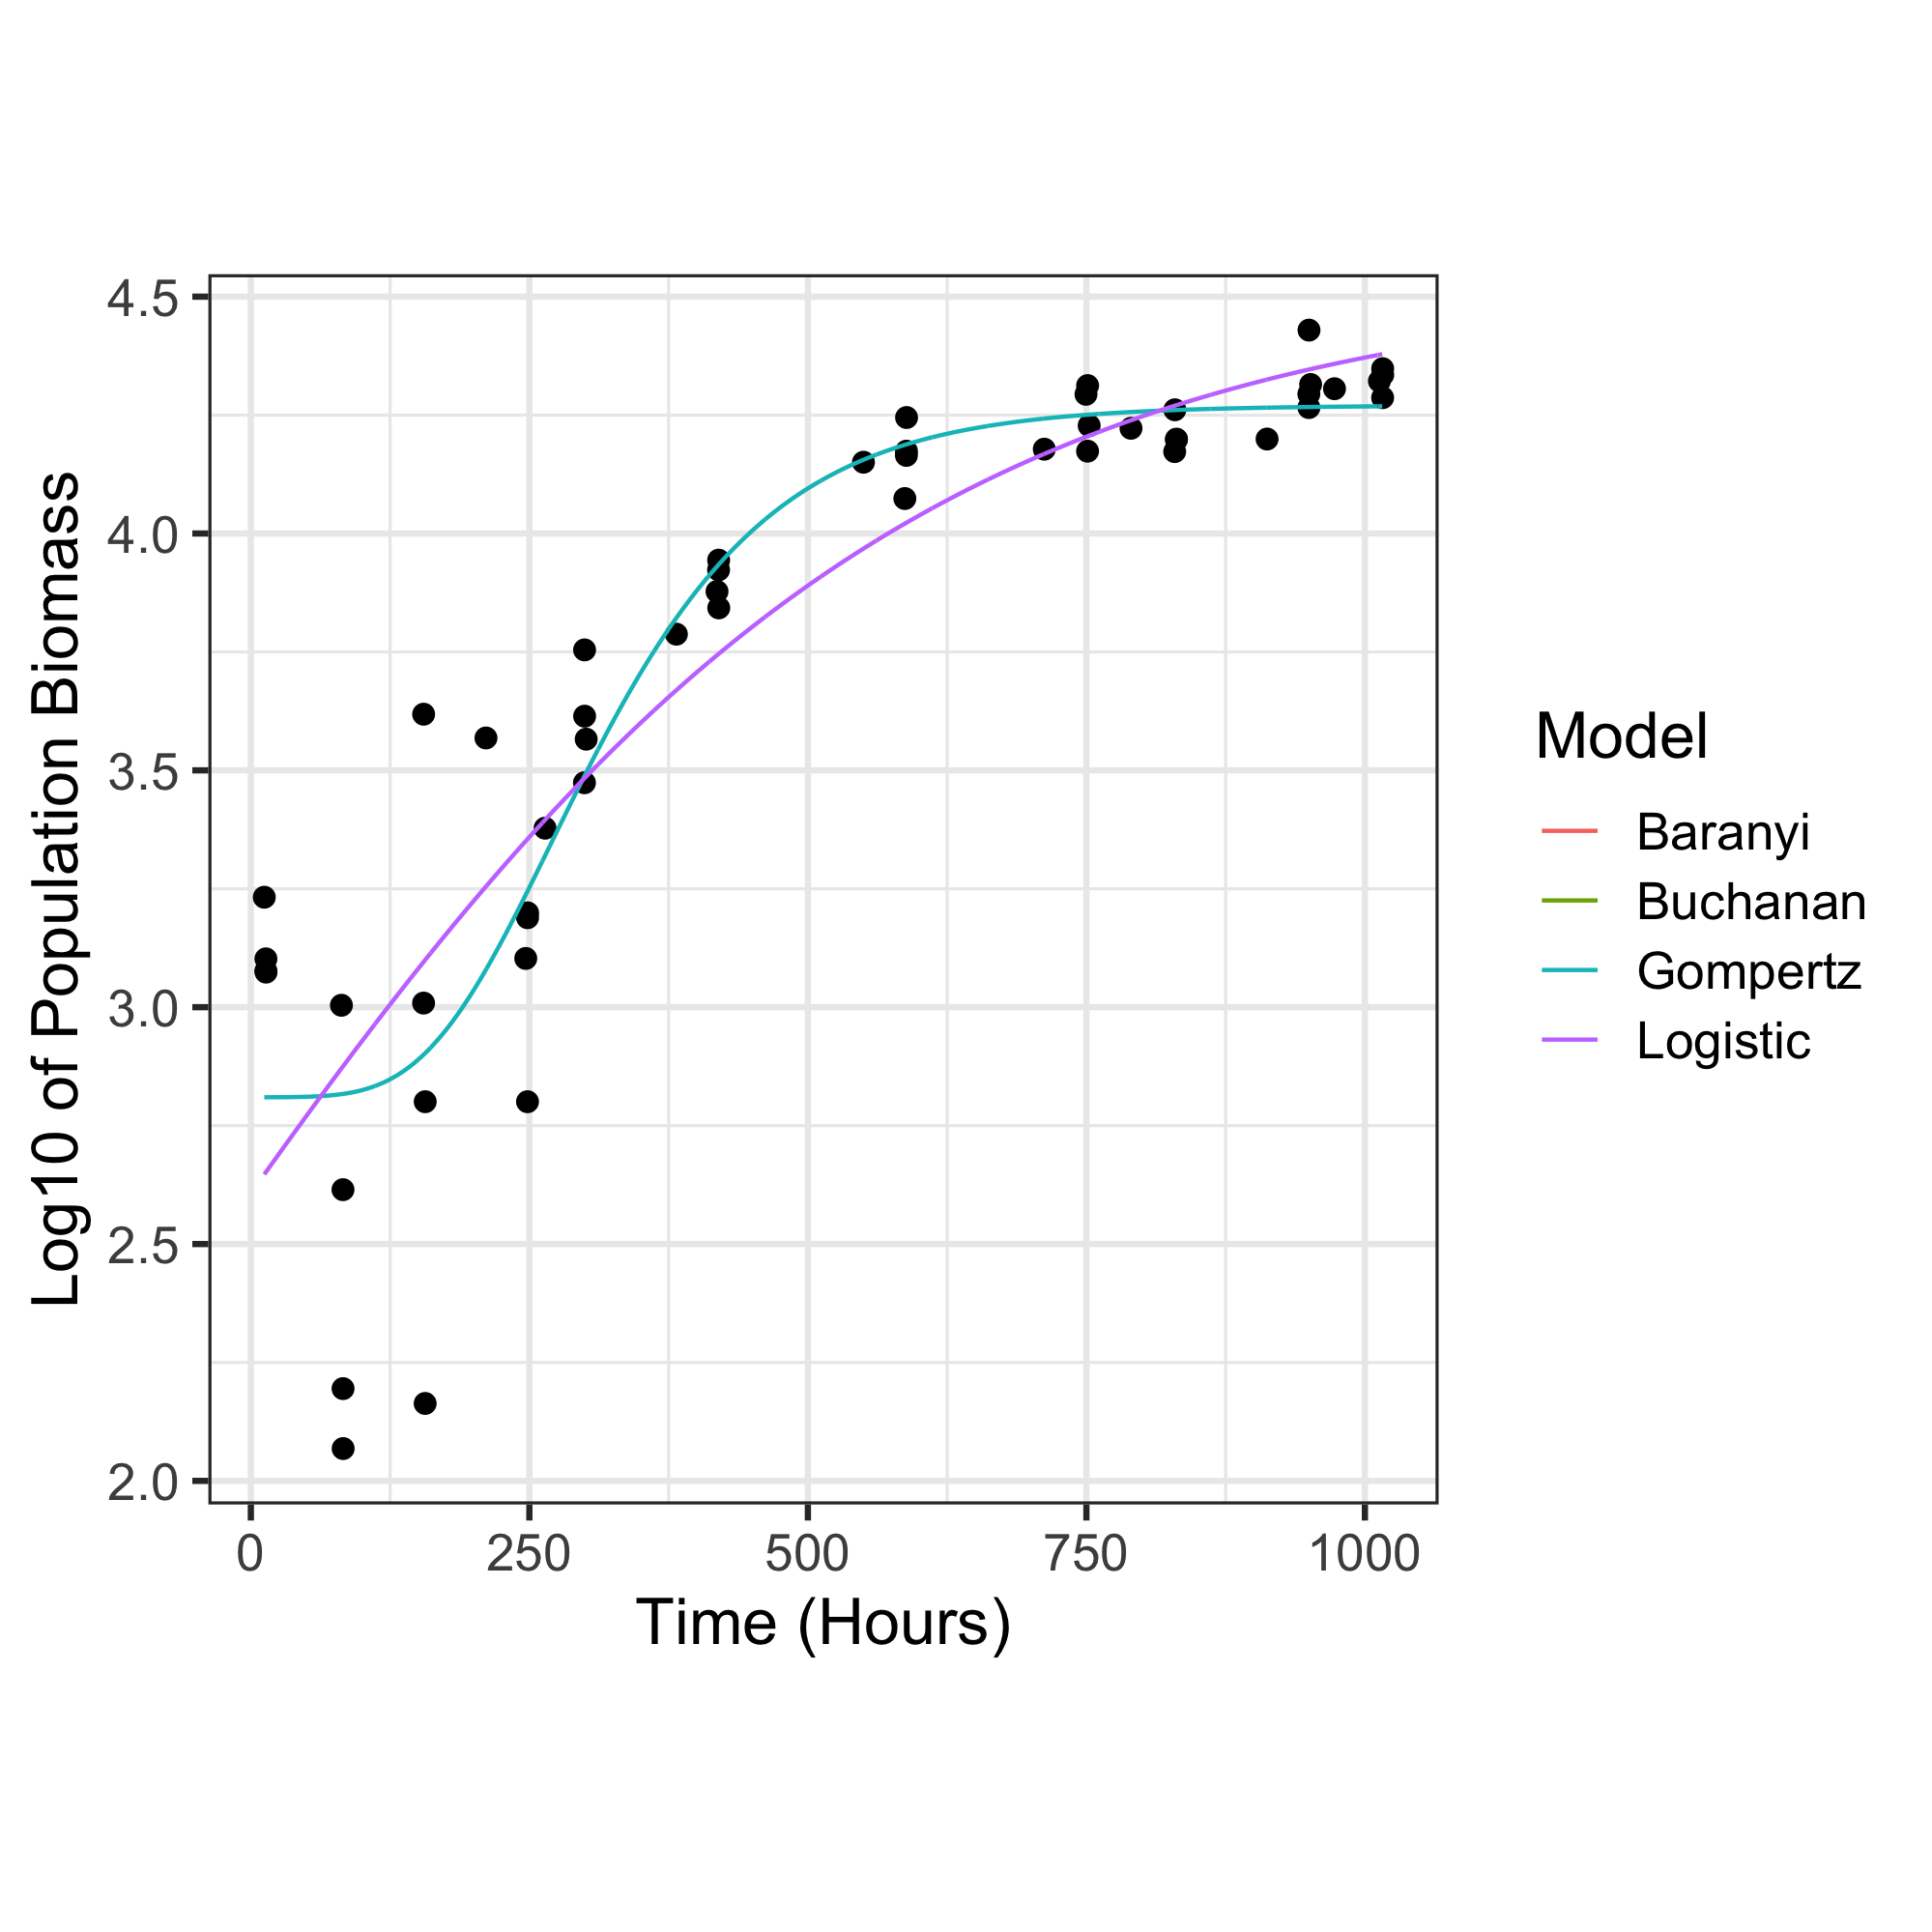 Log10 of Population Biomass
4.5
4.0
3.5
3.0
2.5
2.0
0 250 500 750 1000
Time (Hours)
Model
Baranyi
Buchanan
Gompertz
Logistic